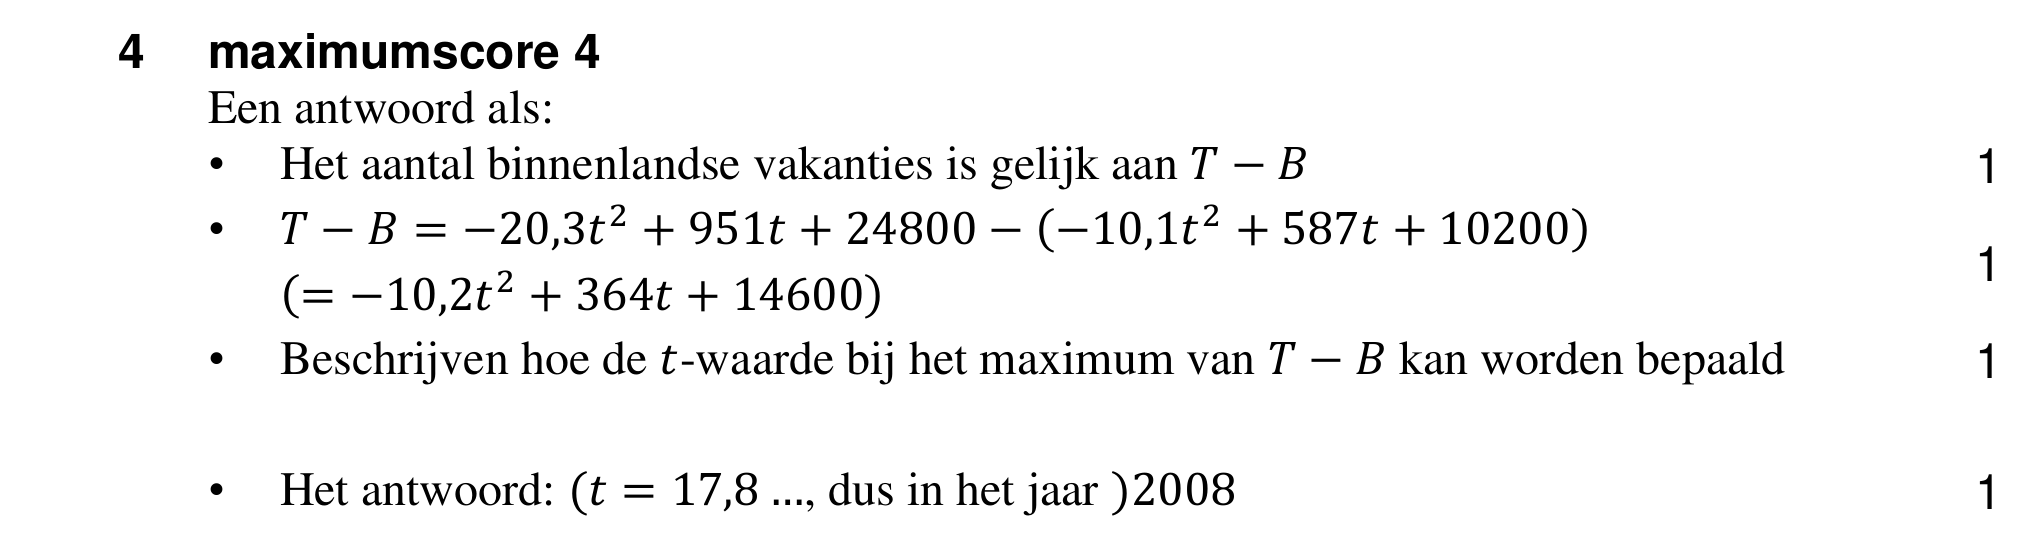 4 maximumscore 4
Een antwoord als:
• Het aantal binnenlandse vakanties is gelijk aan T − B 1
• T − B = −20,3t² + 951t + 24800 − (−10,1t² + 587t + 10200)
(= −10,2t² + 364t + 14600) 1
• Beschrijven hoe de t-waarde bij het maximum van T − B kan worden bepaald 1
• Het antwoord: (t = 17,8 ..., dus in het jaar )2008 1